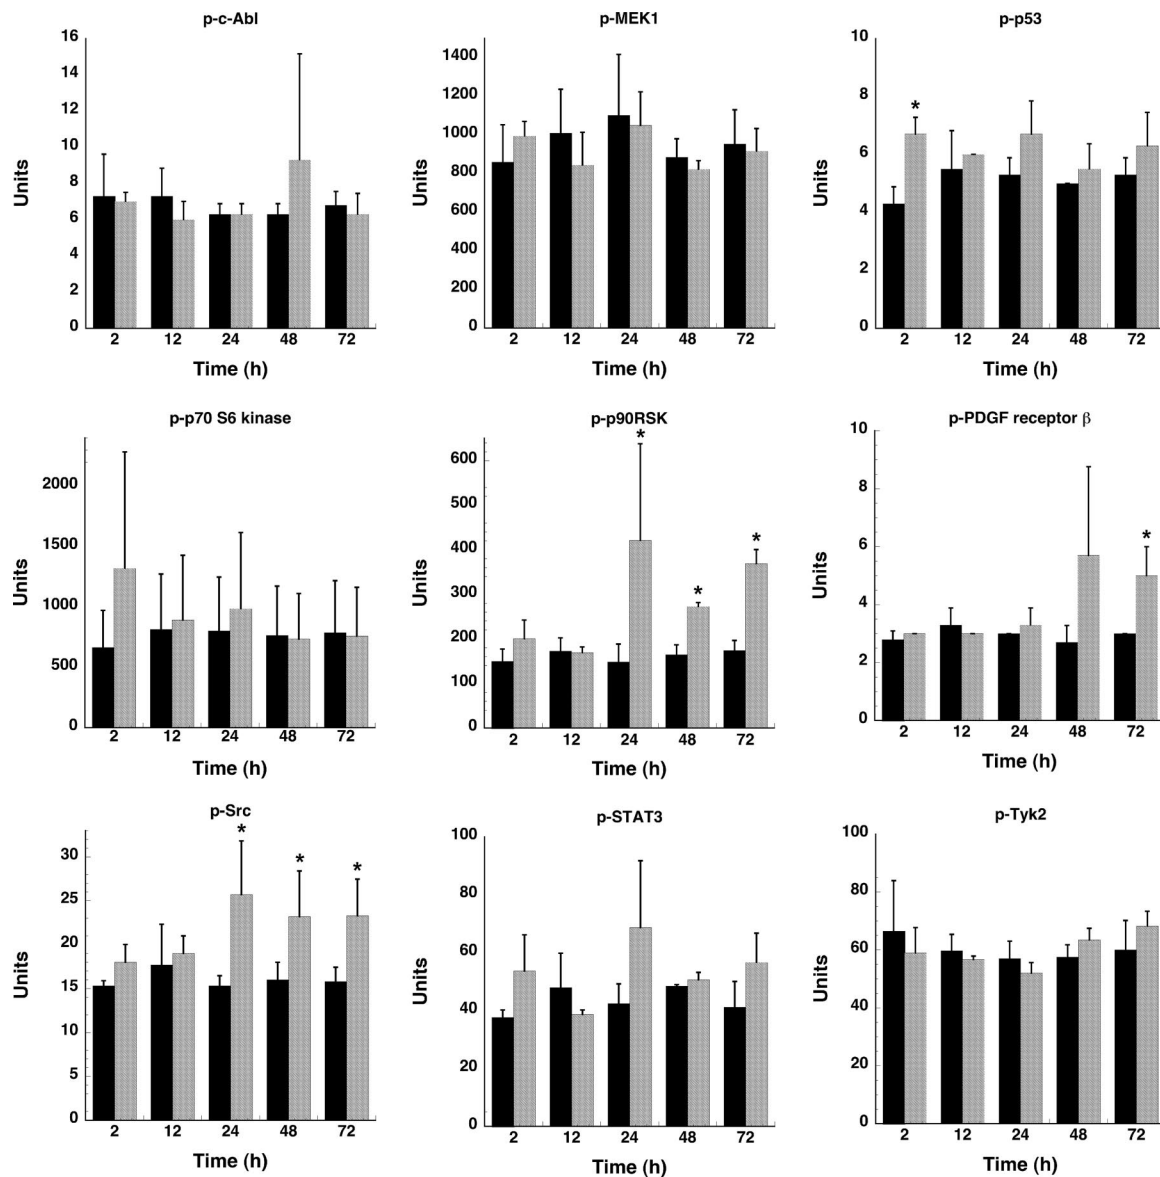 p-c-Abl
16
14
12
10
8
6
4
2
0
Units
2 12 24 48 72
Time (h)
p-MEK1
1400
1200
1000
800
600
400
200
0
Units
2 12 24 48 72
Time (h)
p-p53
10
8
6
4
2
0
Units
*
2 12 24 48 72
Time (h)
p-p70 S6 kinase
2000
1500
1000
500
0
Units
2 12 24 48 72
Time (h)
p-p90RSK
600
500
400
300
200
100
0
Units
* * *
2 12 24 48 72
Time (h)
p-PDGF receptor β
10
8
6
4
2
0
Units
*
2 12 24 48 72
Time (h)
p-Src
30
25
20
15
10
5
0
Units
* * *
2 12 24 48 72
Time (h)
p-STAT3
100
80
60
40
20
0
Units
2 12 24 48 72
Time (h)
p-Tyk2
100
80
60
60
20
0
Units
2 12 24 48 72
Time (h)